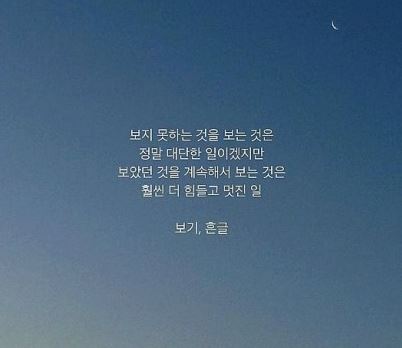 보지 못하는 것을 보는 것은
정말 대단한 일이겠지만
보았던 것을 계속해서 보는 것은
훨씬 더 힘들고 멋진 일
보기, 흔글